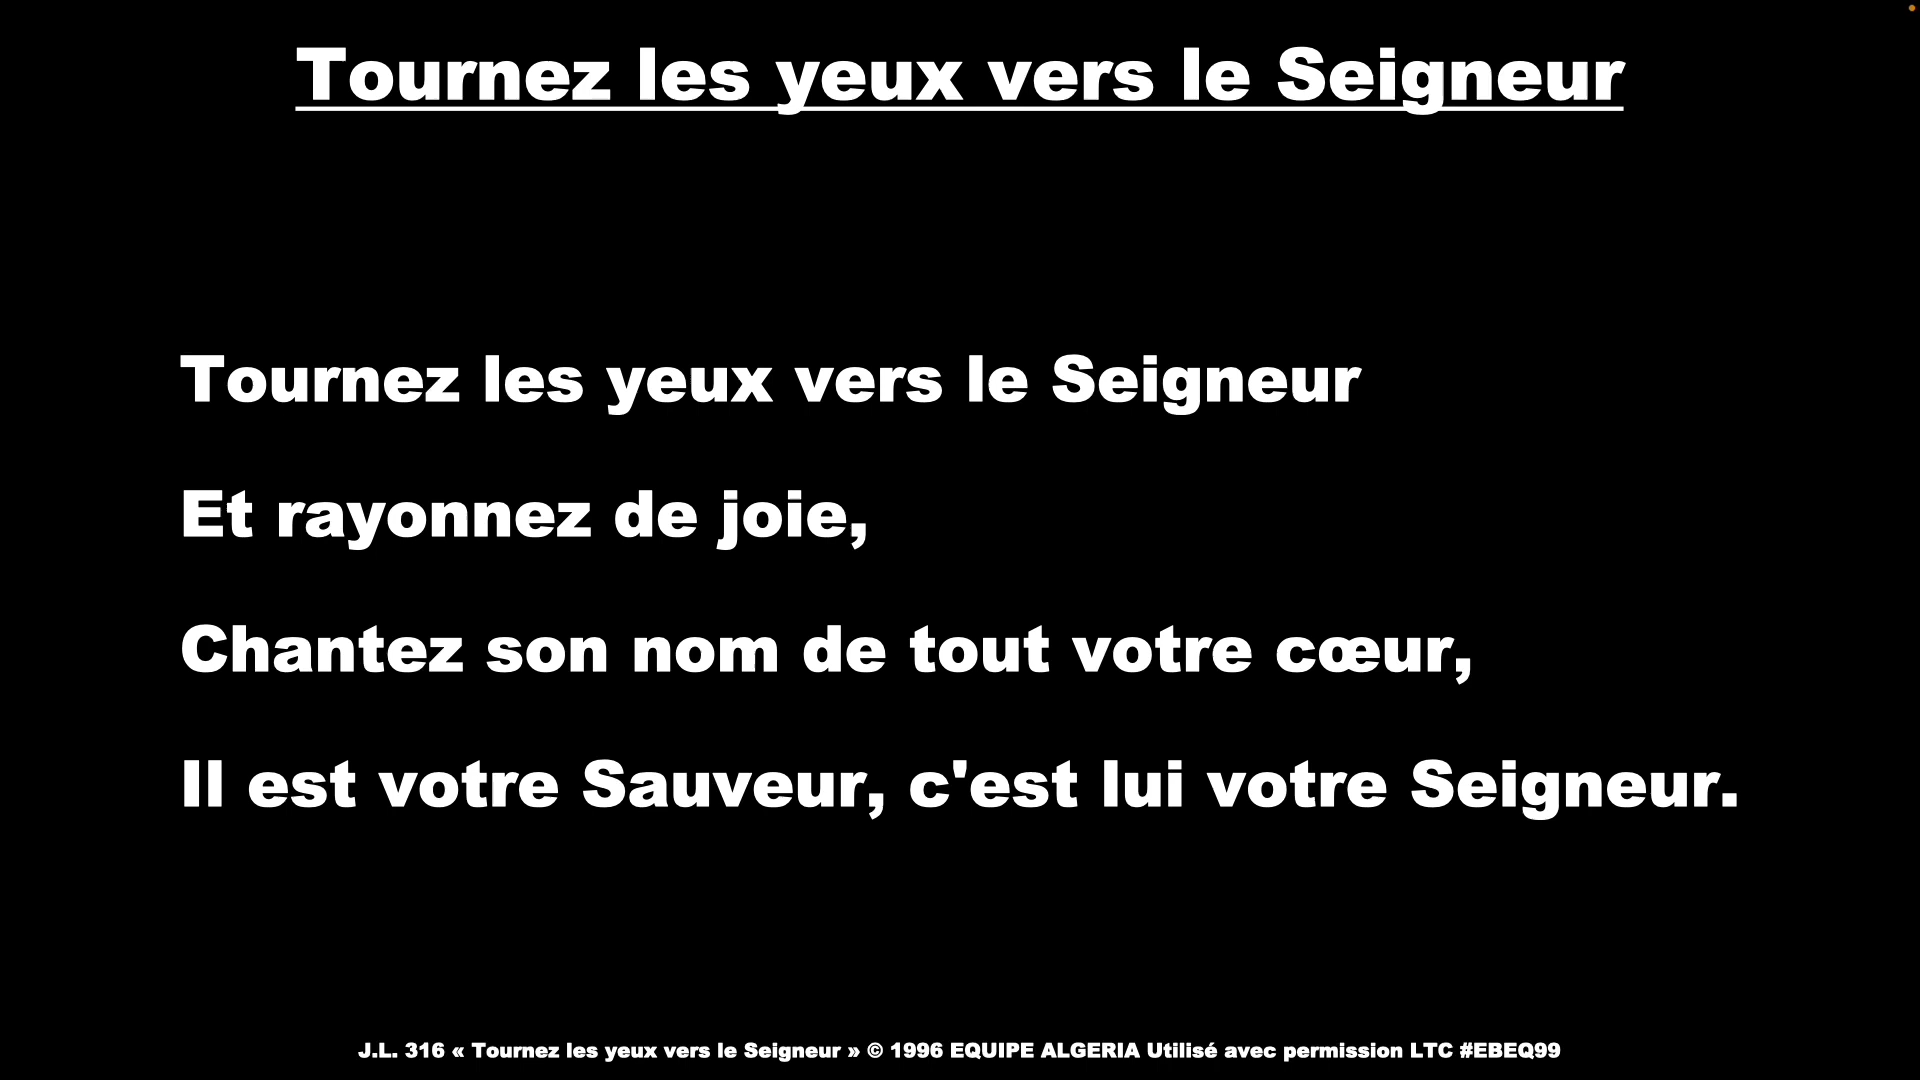 Tournez les yeux vers le Seigneur
Tournez les yeux vers le Seigneur
Et rayonnez de joie,
Chantez son nom de tout votre cœur,
Il est votre Sauveur, c'est lui votre Seigneur.
J.L. 316 « Tournez les yeux vers le Seigneur » © 1996 EQUIPE ALGERIA Utilisé avec permission LTC #EBEQ99